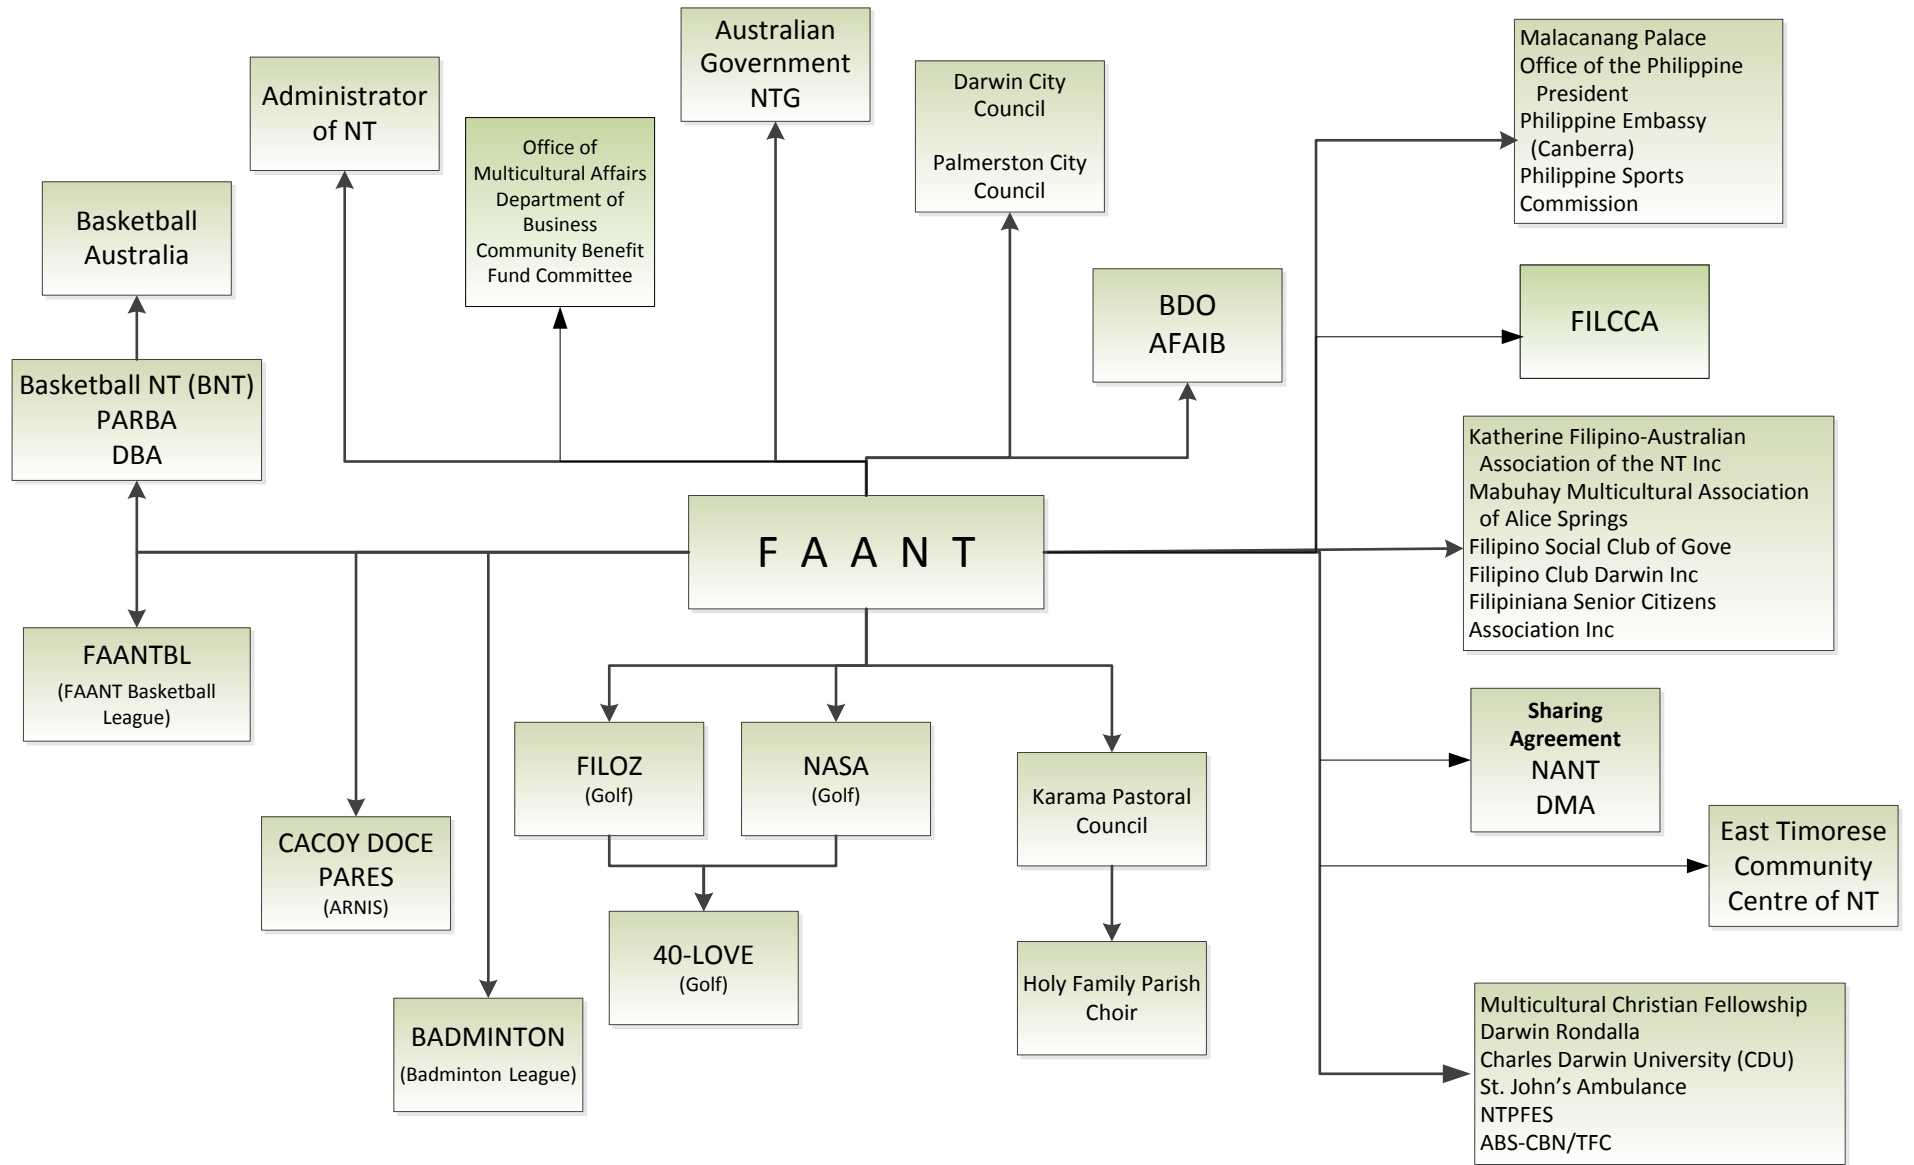 Australian
Government
NTG
Administrator
of NT
Darwin City
Council
Palmerston City
Council
Malacanang Palace
Office of the Philippine
President
Philippine Embassy
(Canberra)
Philippine Sports
Commission
Office of
Multicultural Affairs
Department of
Business
Community Benefit
Fund Committee
Basketball
Australia
BDO
AFAIB
FILCCA
Basketball NT (BNT)
PARBA
DBA
Katherine Filipino-Australian
Association of the NT Inc
Mabuhay Multicultural Association
of Alice Springs
Filipino Social Club of Gove
Filipino Club Darwin Inc
Filipiniana Senior Citizens
Association Inc
F A A N T
FAANTBL
(FAANT Basketball
League)
Sharing
Agreement
NANT
DMA
FILOZ
(Golf)
NASA
(Golf)
Karama Pastoral
Council
CACOY DOCE
PARES
(ARNIS)
East Timorese
Community
Centre of NT
40-LOVE
(Golf)
Holy Family Parish
Choir
BADMINTON
(Badminton League)
Multicultural Christian Fellowship
Darwin Rondalla
Charles Darwin University (CDU)
St. John’s Ambulance
NTPFES
ABS-CBN/TFC